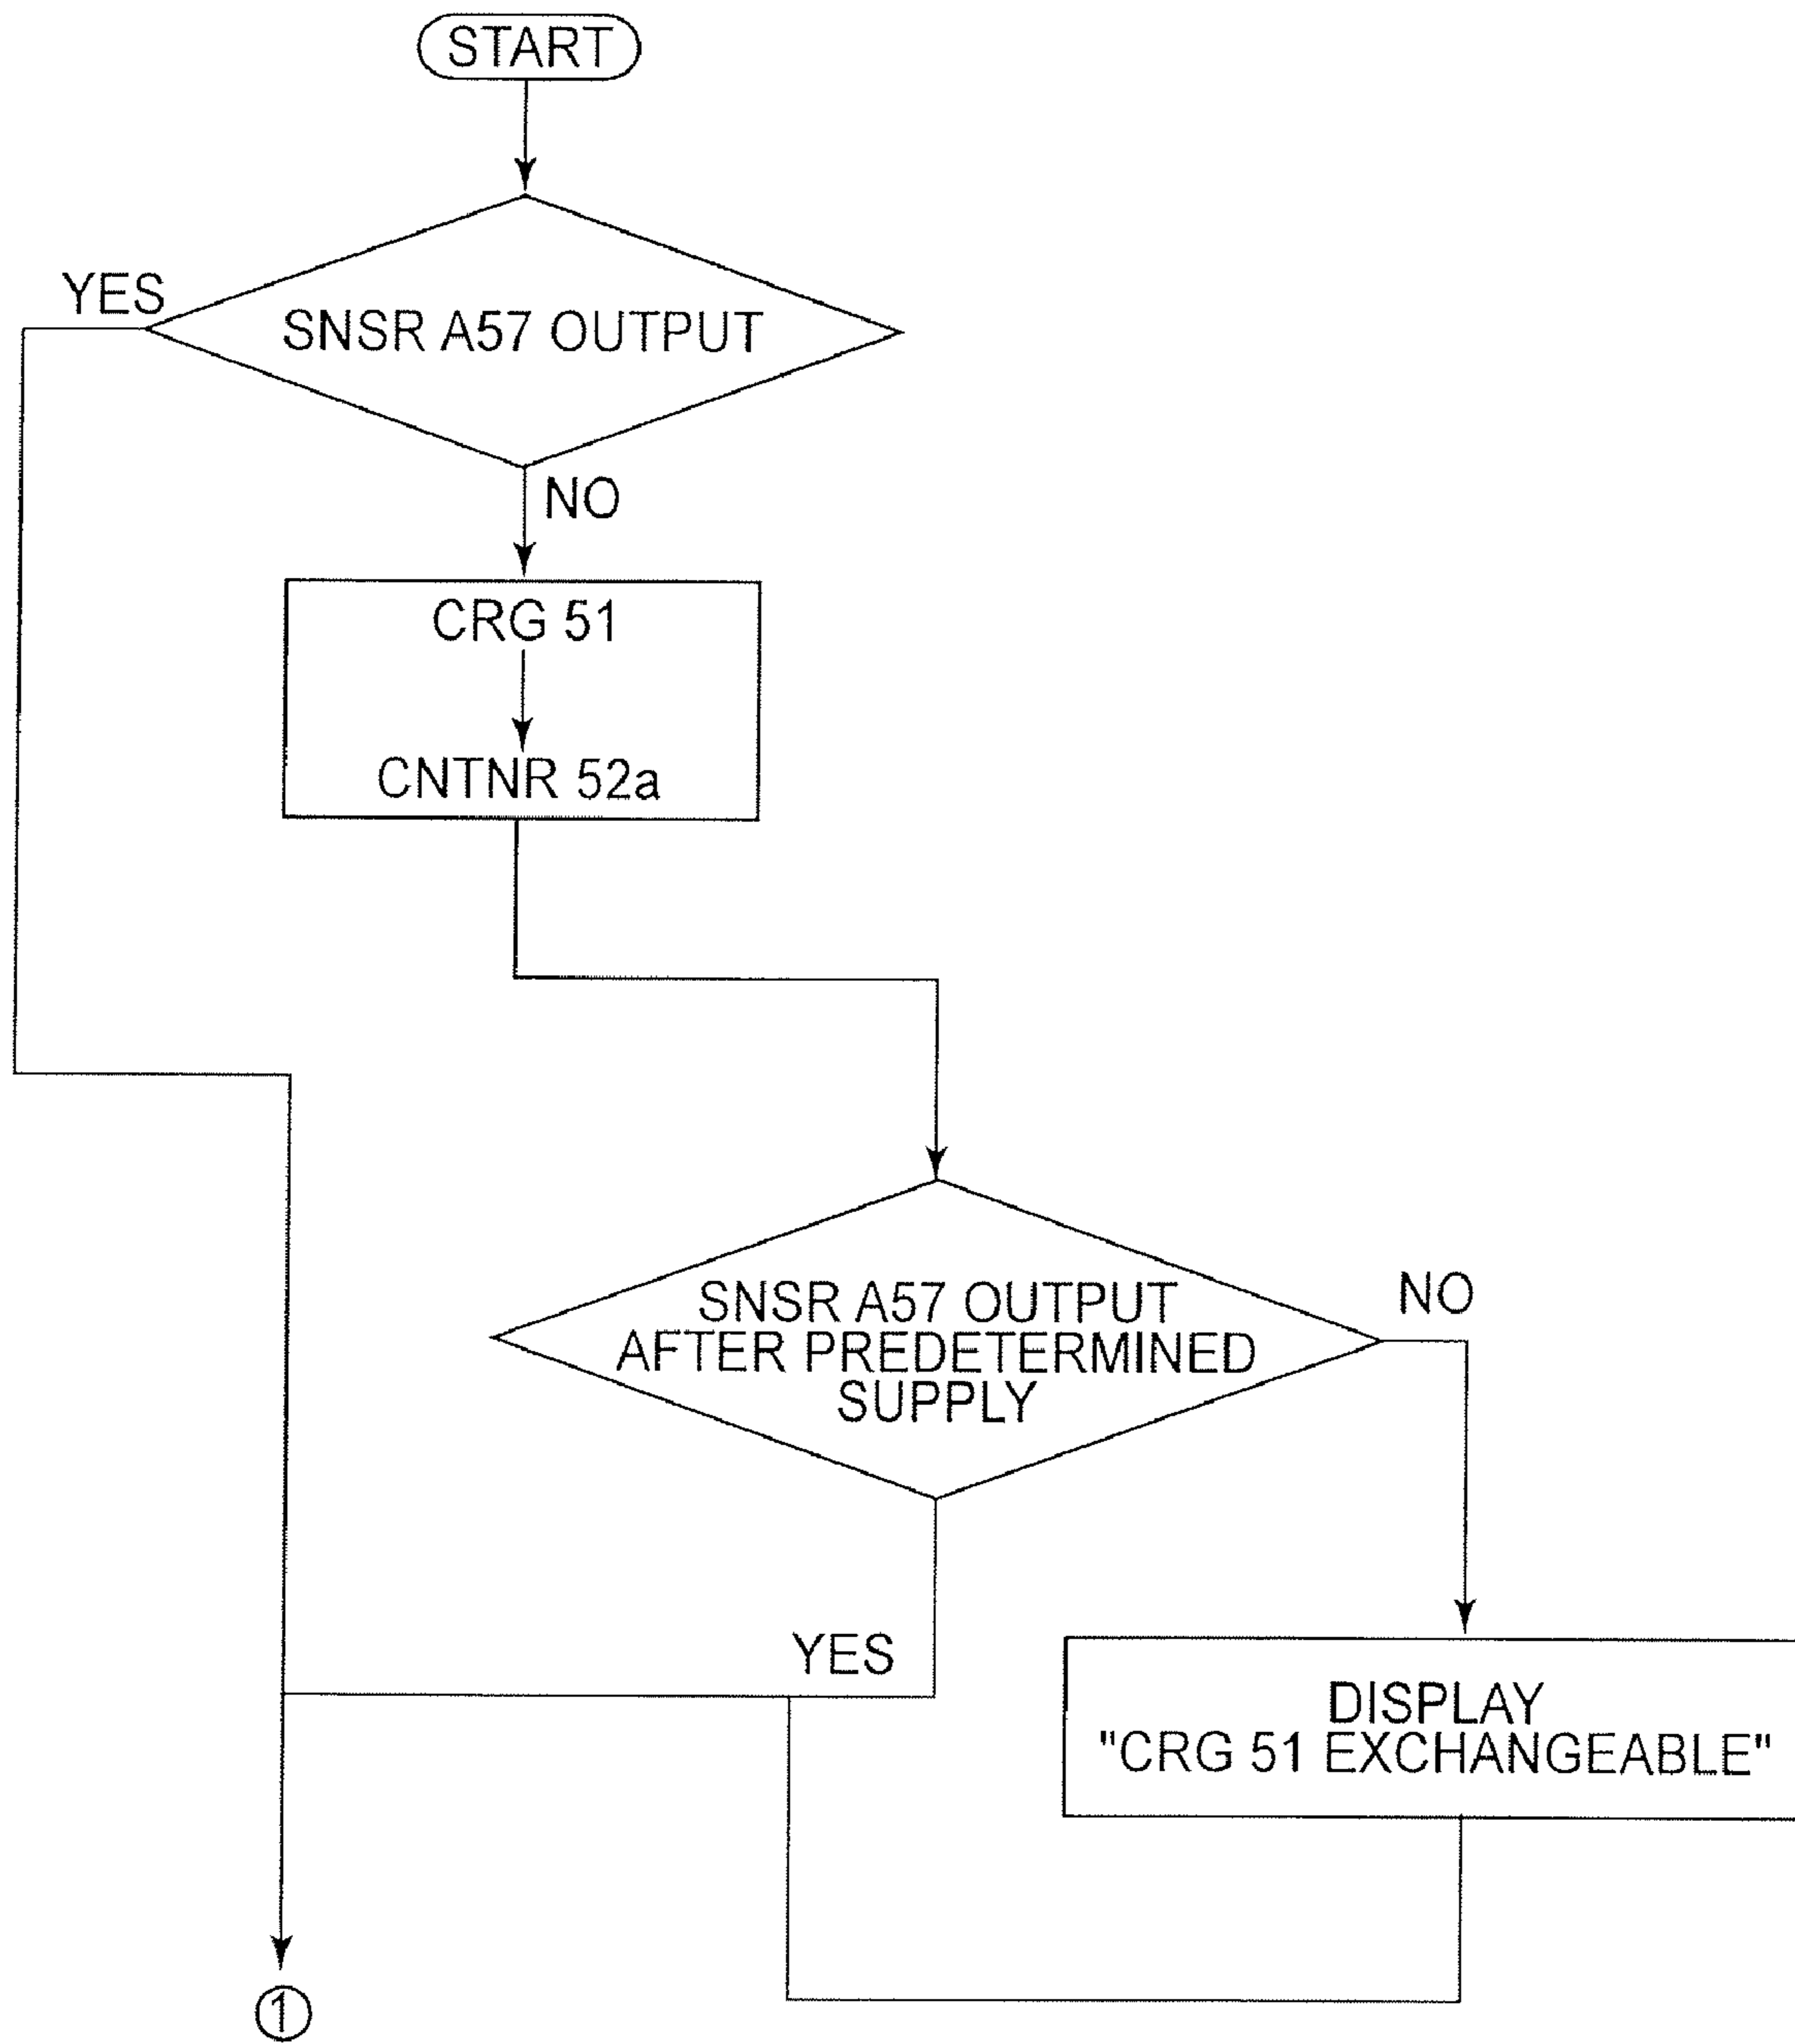 START
YES
SNSR A57 OUTPUT
NO
CRG 51
CNTNR 52a
SNSR A57 OUTPUT
AFTER PREDETERMINED
SUPPLY
NO
YES
DISPLAY
"CRG 51 EXCHANGEABLE"
1